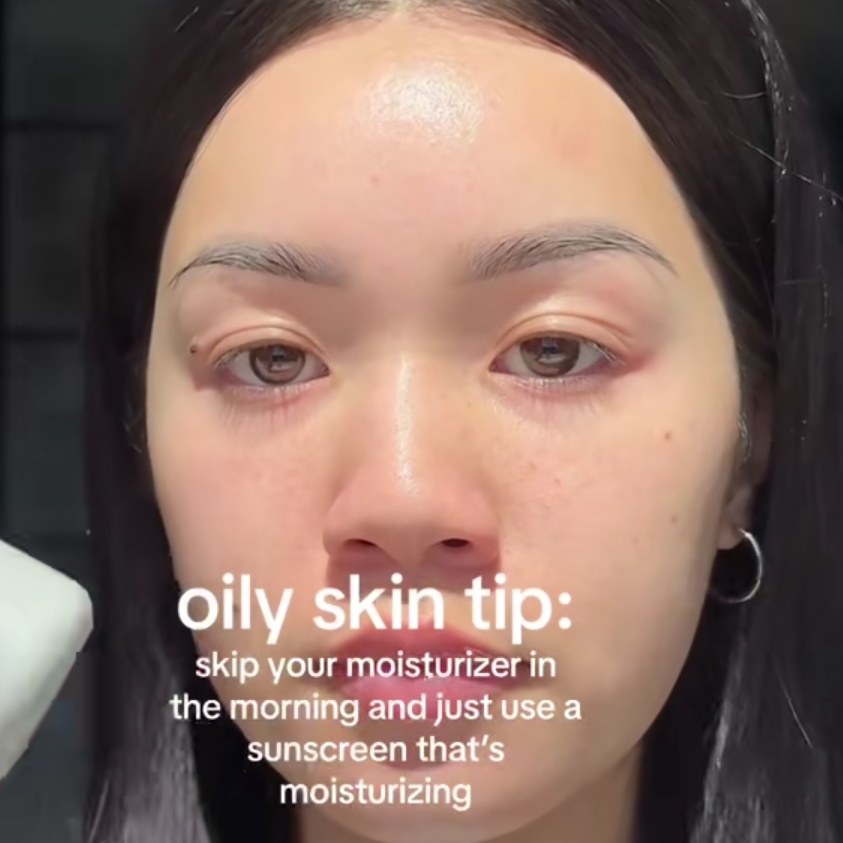 oily skin tip:
skip your moisturizer in
the morning and just use a
sunscreen that’s
moisturizing